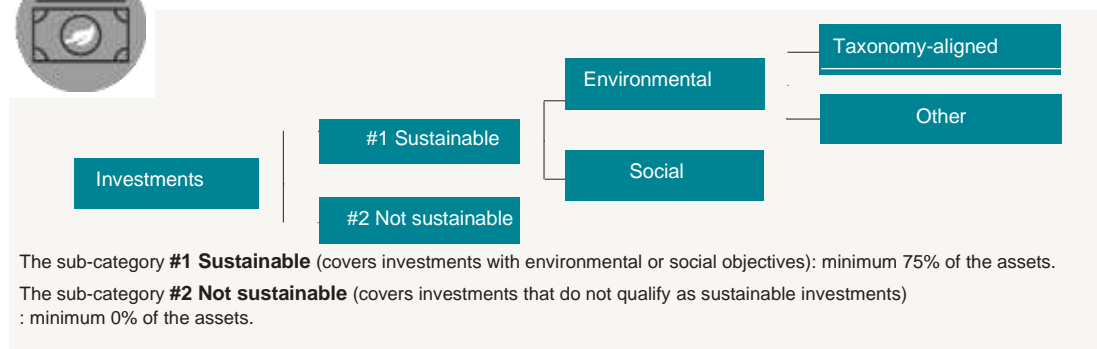 Taxonomy-aligned
Environmental
Other
#1 Sustainable
Social
Investments
#2 Not sustainable
The sub-category #1 Sustainable (covers investments with environmental or social objectives): minimum 75% of the assets.
The sub-category #2 Not sustainable (covers investments that do not qualify as sustainable investments)
: minimum 0% of the assets.